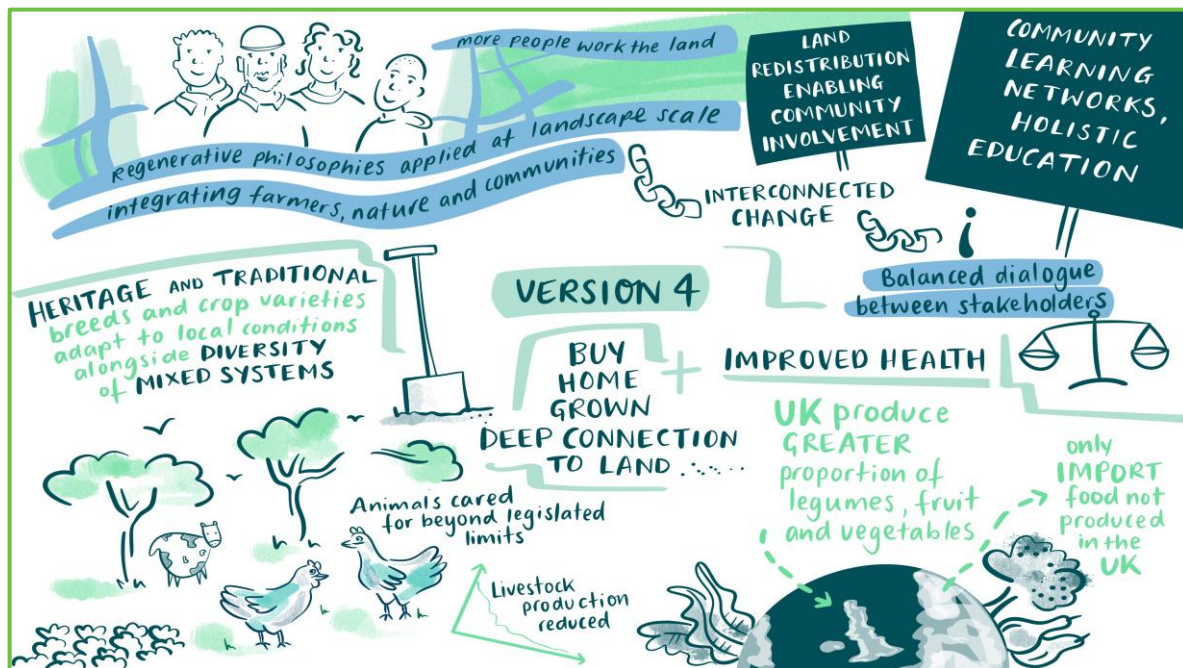 more people work the land
Regenerative philosophies applied at landscape scale
integrating farmers, nature and communities
LAND
REDISTRIBUTION
ENABLING
COMMUNITY
INVOLVEMENT
COMMUNITY
LEARNING
NETWORKS,
HOLISTIC
EDUCATION
INTERCONNECTED
CHANGE
Balanced dialogue
between stakeholders
HERITAGE AND TRADITIONAL
breeds and crop varieties
adapt to local conditions
alongside DIVERSITY
of MIXED SYSTEMS
VERSION 4
BUY
HOME
GROWN
DEEP CONNECTION
TO LAND......
+
IMPROVED HEALTH
UK produce
GREATER
proportion of
legumes, fruit
and vegetables
only
IMPORT
food not
produced
in the
UK
Animals cared
for beyond legislated
limits
Livestock
production
reduced